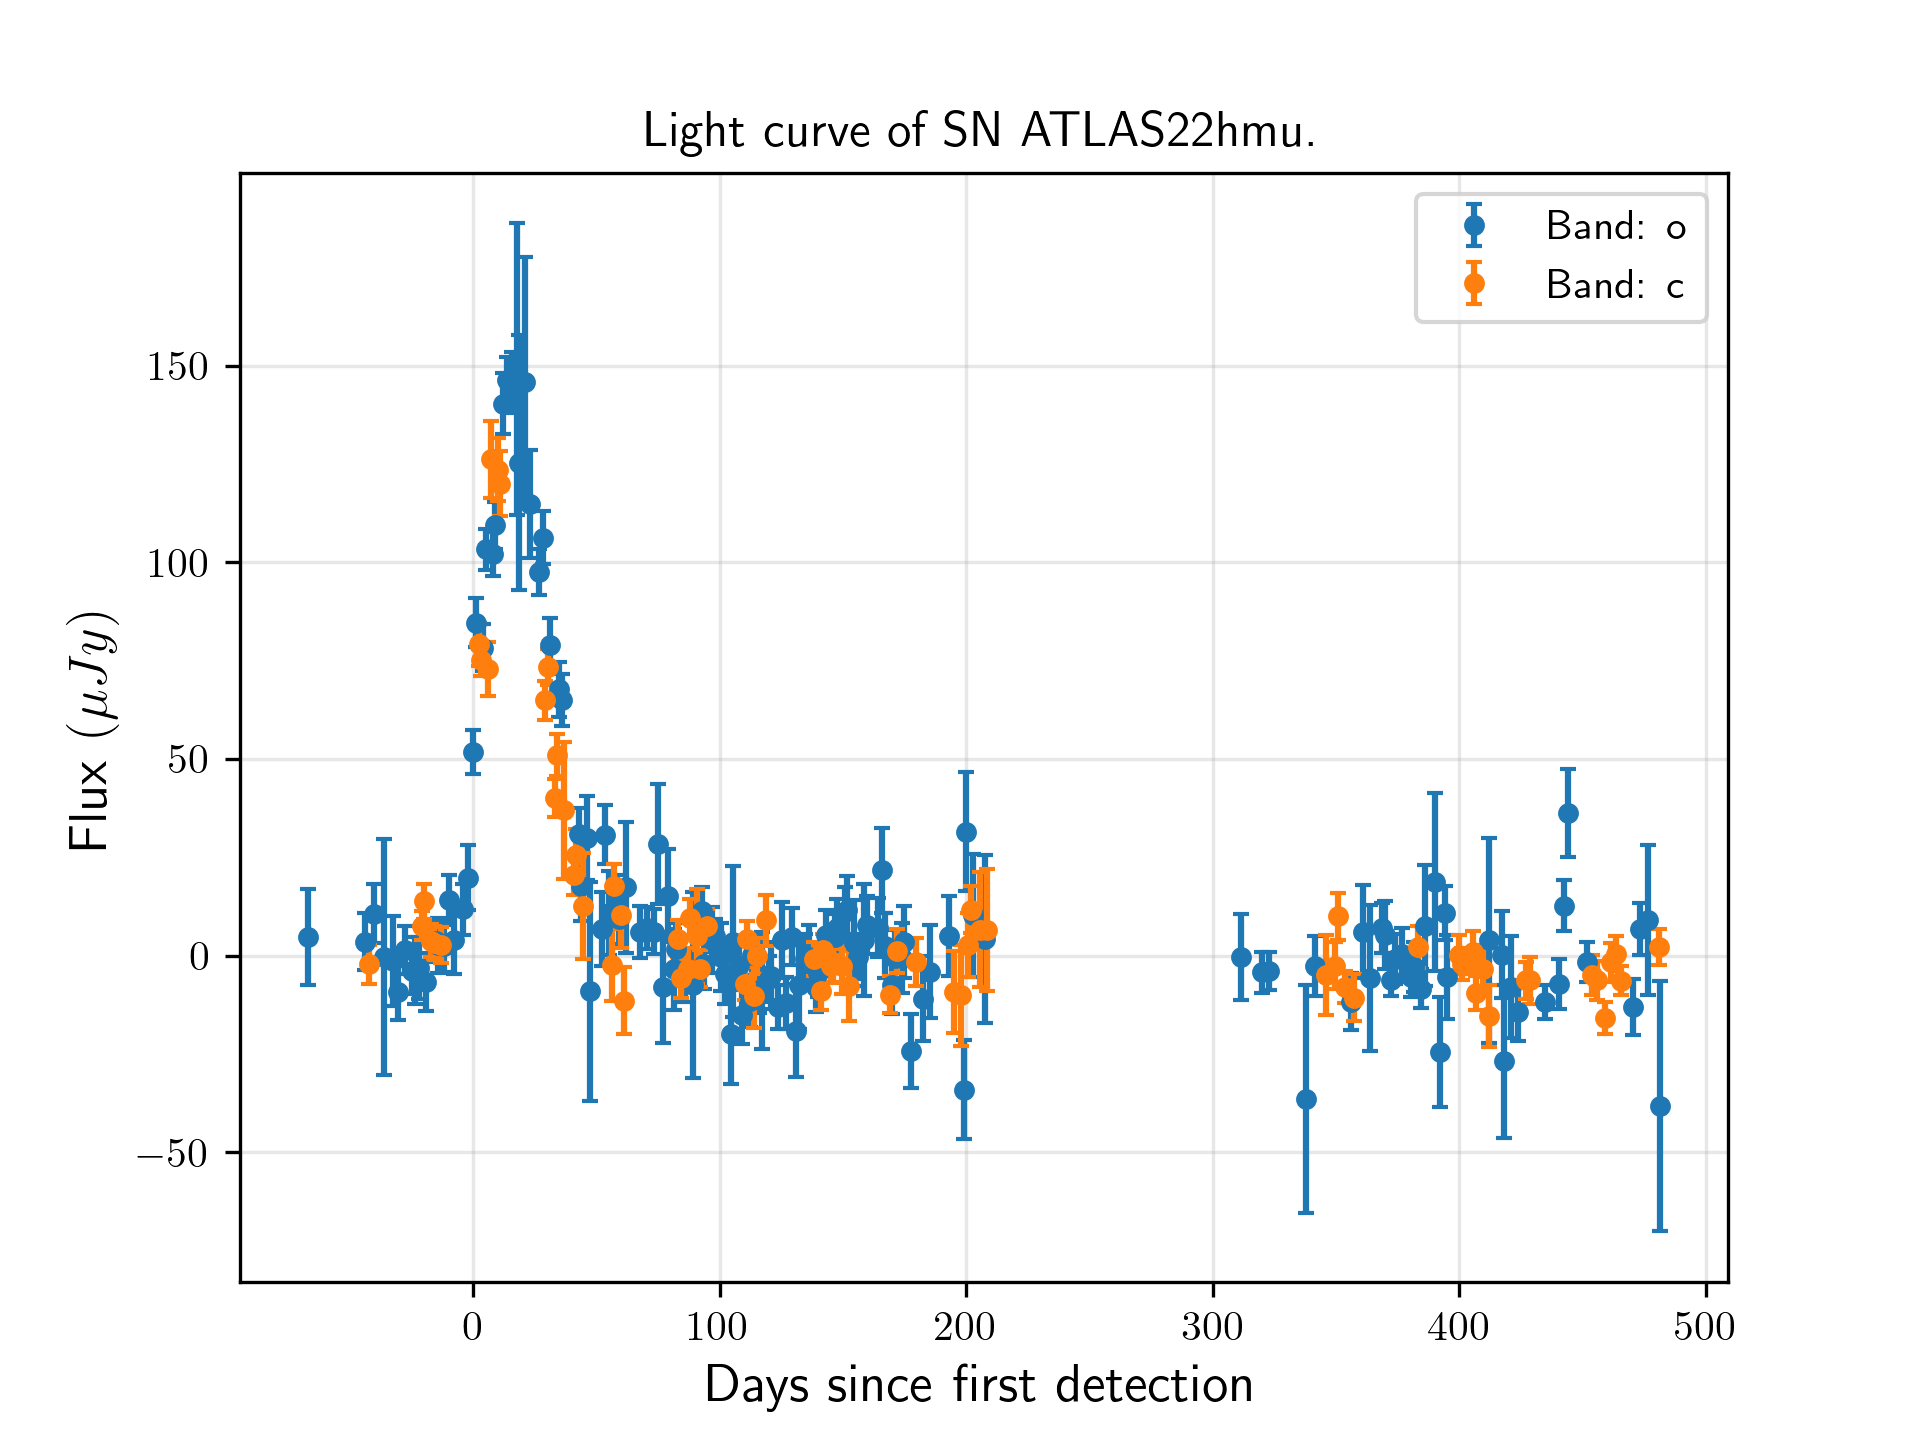 Light curve of SN ATLAS22hmu.
Band: o
Band: c
Flux (μJy)
150
100
50
0
−50
0 100 200 300 400 500
Days since first detection